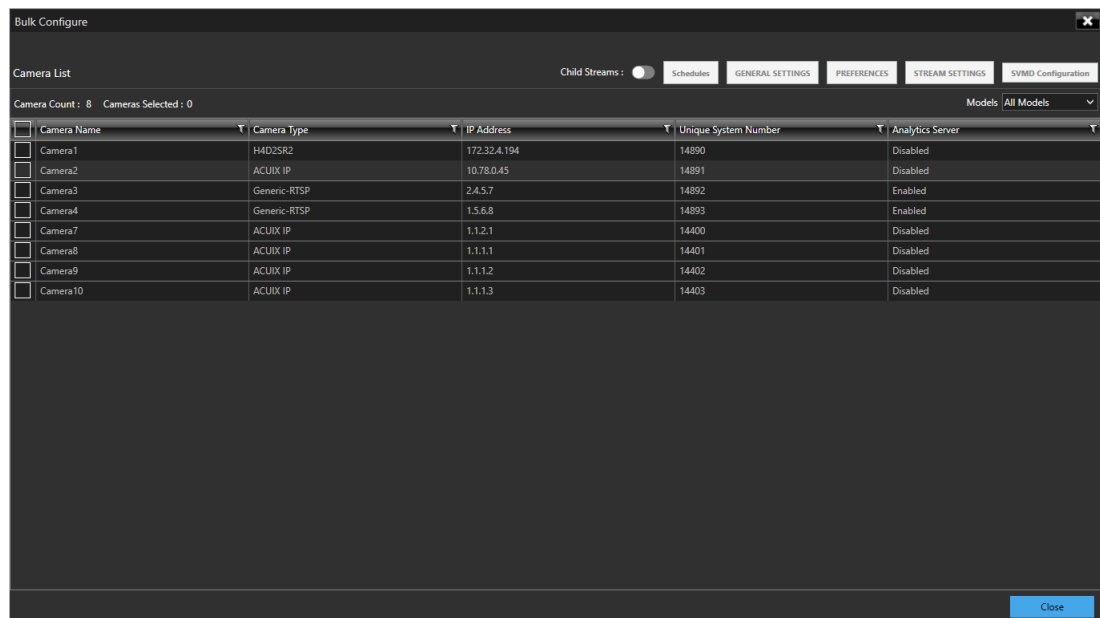 Bulk Configure
Camera List Child Streams : Schedules GENERAL SETTINGS PREFERENCES STREAM SETTINGS SVMD Configuration
Camera Count : 8 Cameras Selected : 0 Models All Models
Camera Name Camera Type IP Address Unique System Number Analytics Server
Camera1 H4D2SR2 172.32.4.194 14890 Disabled
Camera2 ACUIX IP 10.78.0.45 14891 Disabled
Camera3 Generic-RTSP 2.4.5.7 14892 Enabled
Camera4 Generic-RTSP 1.5.6.8 14893 Enabled
Camera7 ACUIX IP 1.1.2.1 14400 Disabled
Camera8 ACUIX IP 1.1.1.1 14401 Disabled
Camera9 ACUIX IP 1.1.1.2 14402 Disabled
Camera10 ACUIX IP 1.1.1.3 14403 Disabled
Close